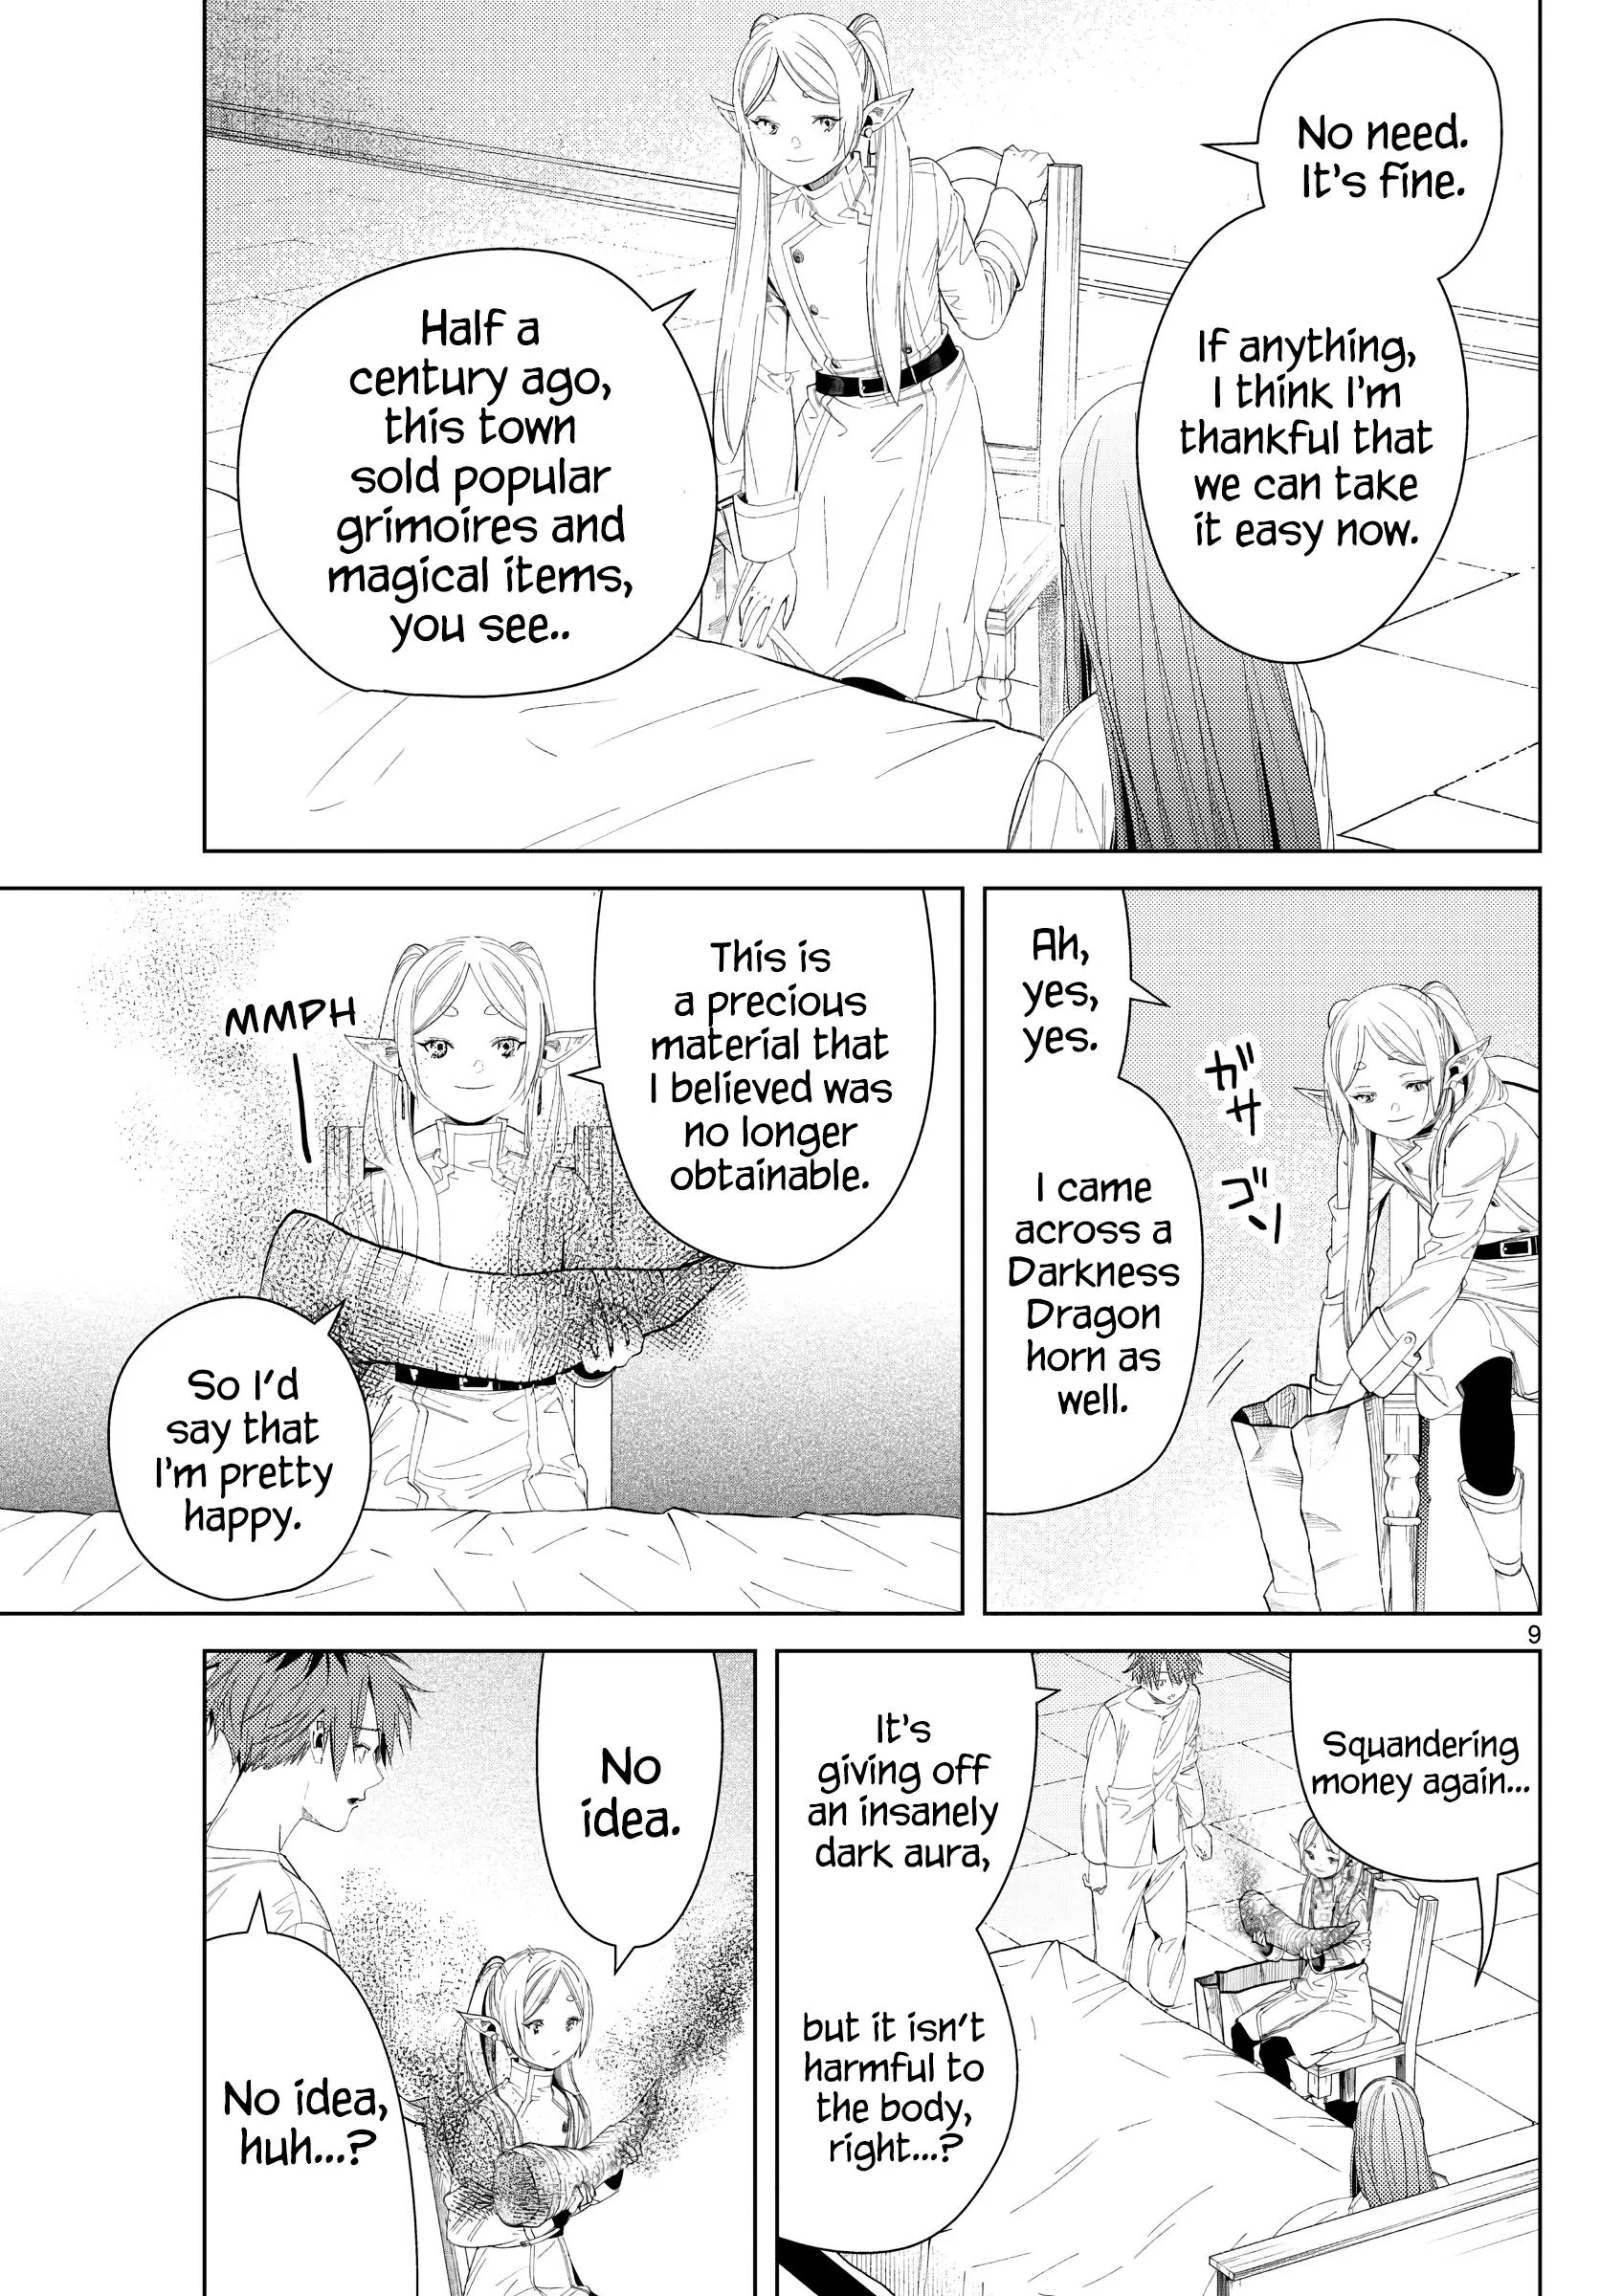 No need.
It's fine.
If anything,
I think I'm
thankful that
we can take
it easy now.
Half a
century ago,
this town
sold popular
grimoires and
magical items,
you see..
Ah,
yes,
yes.
I came
across a
Darkness
Dragon
horn as
well.
ガサ
ゴソ
This is
a precious
material that
I believed was
no longer
obtainable.
MMPH
So I'd
say that
I'm pretty
happy.
9
Squandering
money again...
It's
giving off
an insanely
dark aura,
but it isn't
harmful to
the body,
right...?
No
idea.
No idea,
huh...?